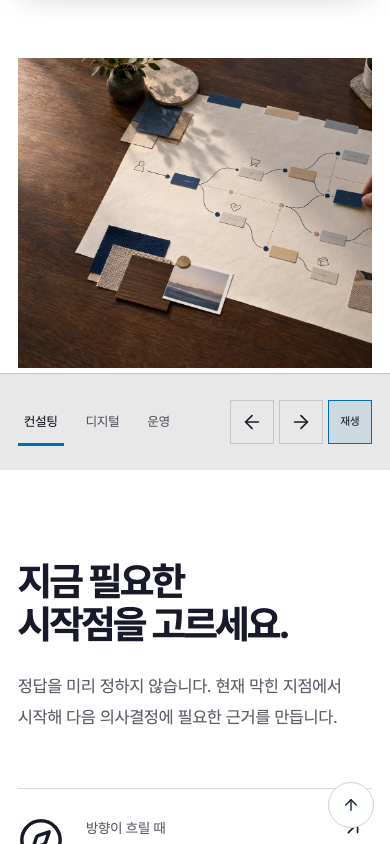 컨설팅
디지털
운영
재생
지금 필요한
시작점을 고르세요.
정답을 미리 정하지 않습니다. 현재 막힌 지점에서
시작해 다음 의사결정에 필요한 근거를 만듭니다.
방향이 흐릴 때